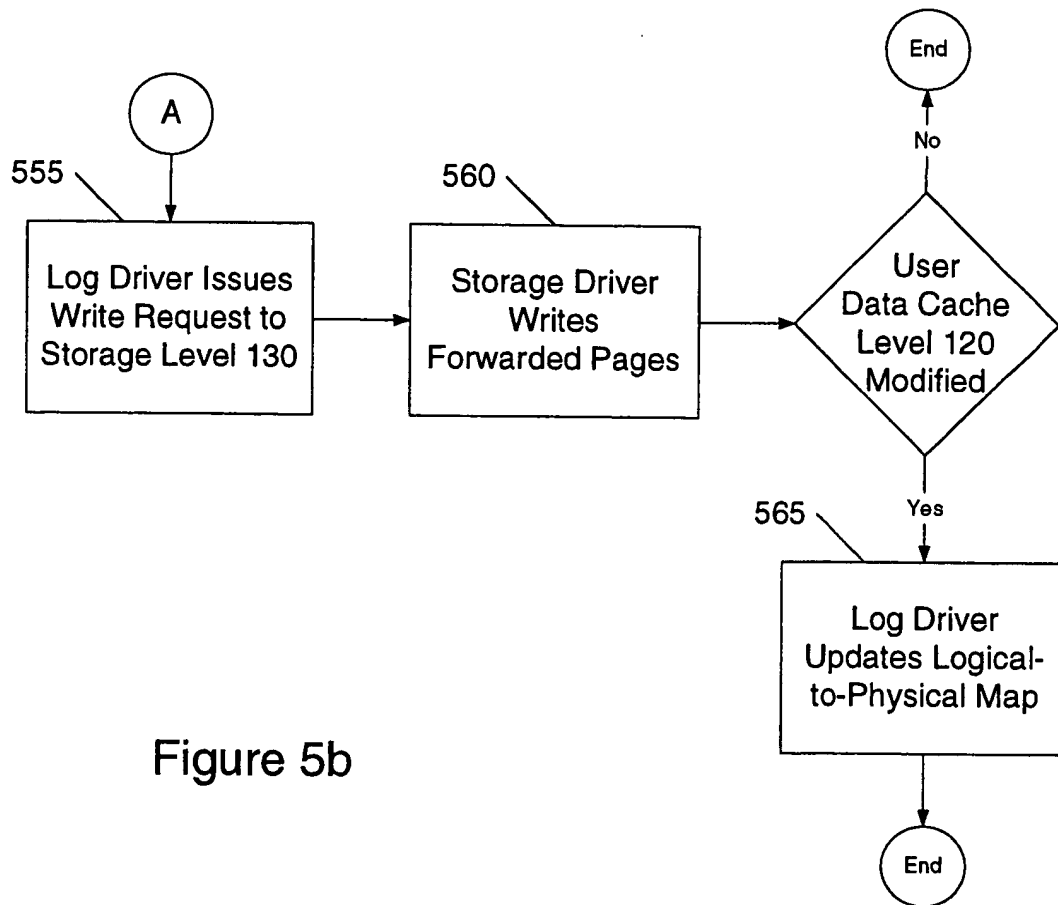 End
A
No
555
560
Log Driver Issues
Write Request to
Storage Level 130
Storage Driver
Writes
Forwarded Pages
User
Data Cache
Level 120
Modified
Yes
565
Log Driver
Updates Logical-
to-Physical Map
Figure 5b
End